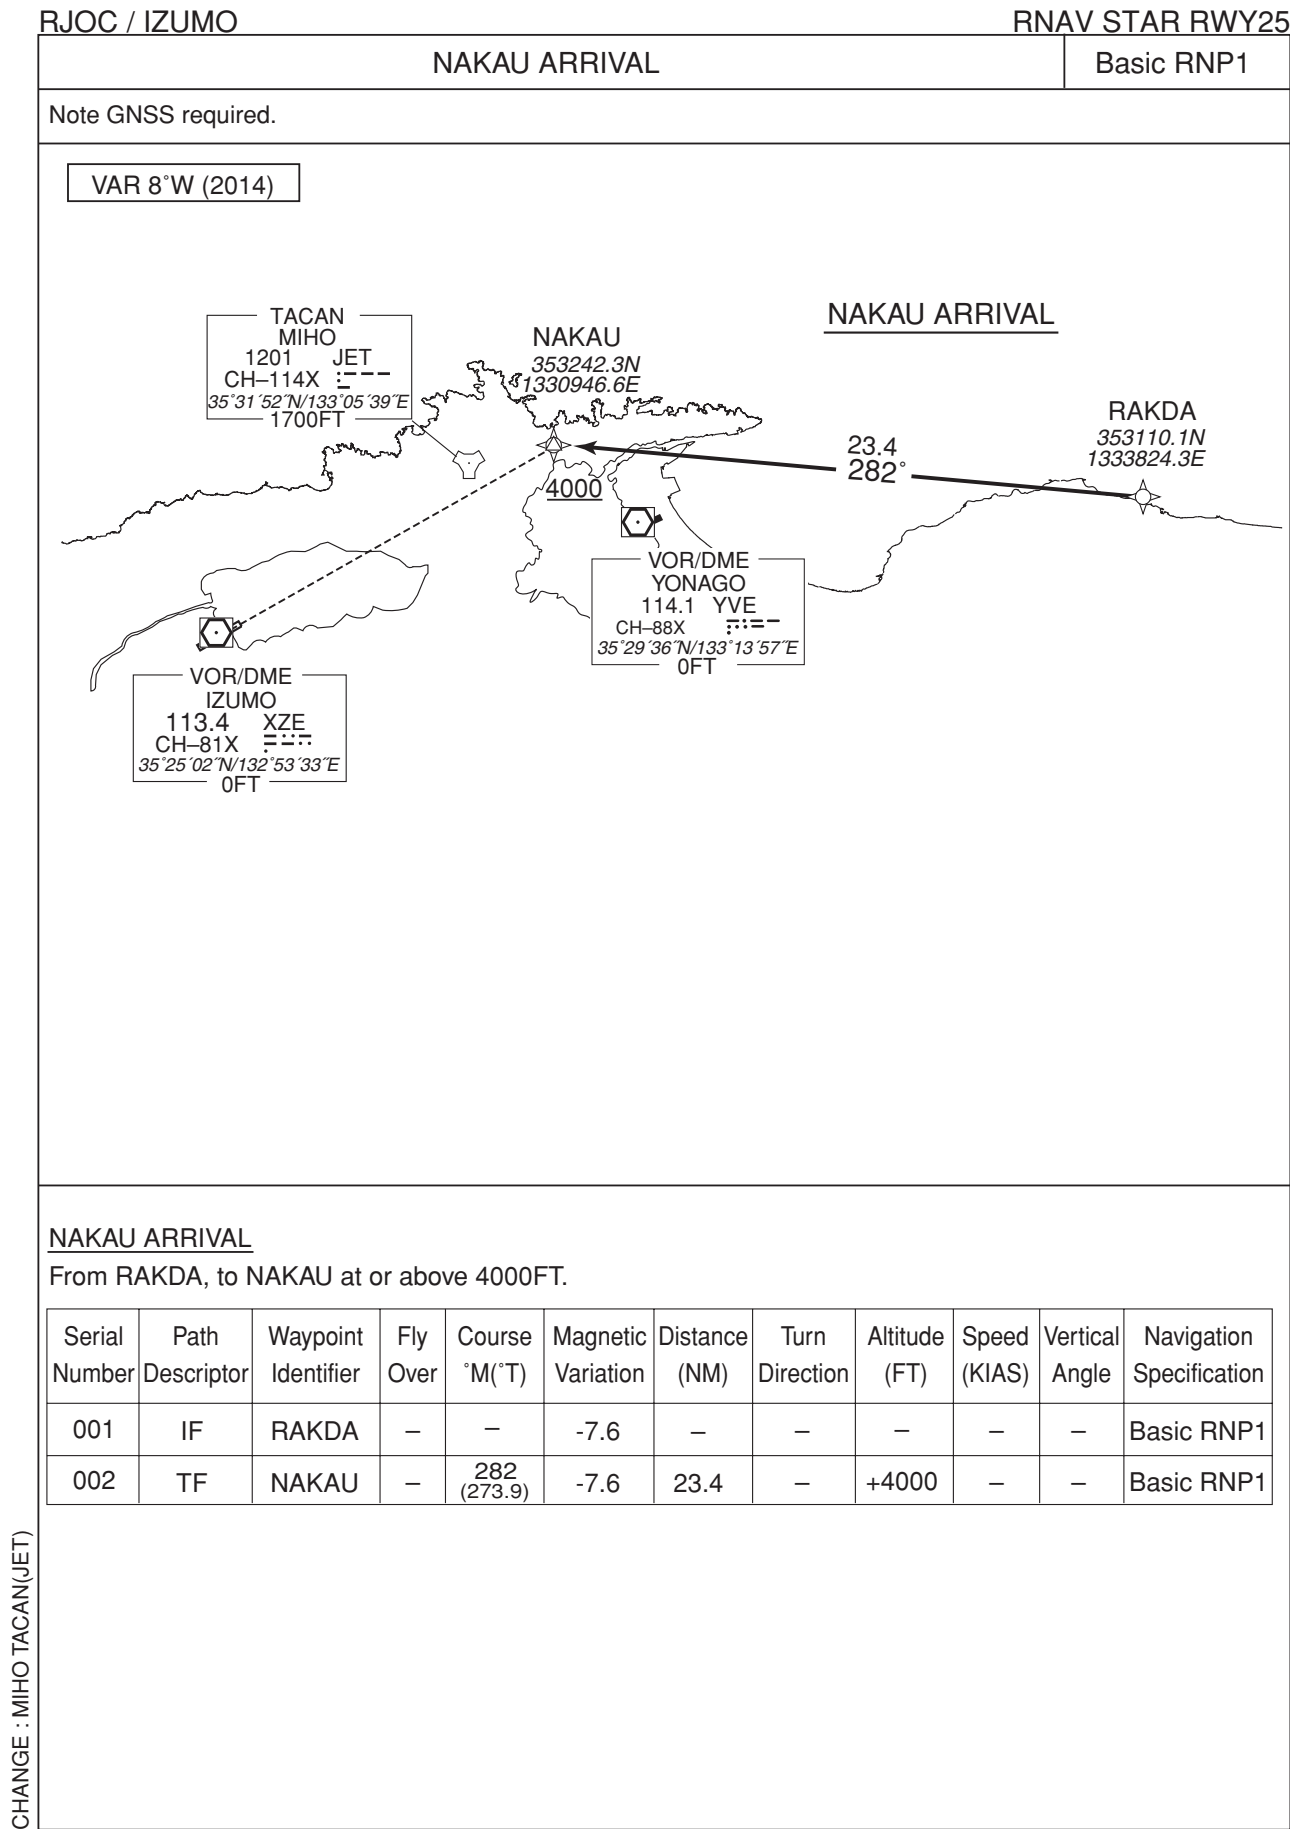 RJOC / IZUMO
RNAV STAR RWY25
NAKAU ARRIVAL
Basic RNP1
Note GNSS required.
VAR 8˚W (2014)
NAKAU ARRIVAL
TACAN
MIHO
1201 JET
CH–114X
35˚31´52˝N/133˚05´39˝E
1700FT
NAKAU
353242.3N
1330946.6E
4000
23.4
282˚
RAKDA
353110.1N
1333824.3E
VOR/DME
YONAGO
114.1 YVE
CH–88X
35˚29´36˝N/133˚13´57˝E
0FT
VOR/DME
IZUMO
113.4 XZE
CH–81X
35˚25´02˝N/132˚53´33˝E
0FT
NAKAU ARRIVAL
From RAKDA, to NAKAU at or above 4000FT.
Serial Number Path Descriptor Waypoint Identifier Fly Over Course ˚M(˚T) Magnetic Variation Distance (NM) Turn Direction Altitude (FT) Speed (KIAS) Vertical Angle Navigation Specification
001 IF RAKDA – – -7.6 – – – – – Basic RNP1
002 TF NAKAU – 282 (273.9) -7.6 23.4 – +4000 – – Basic RNP1
CHANGE : MIHO TACAN(JET)